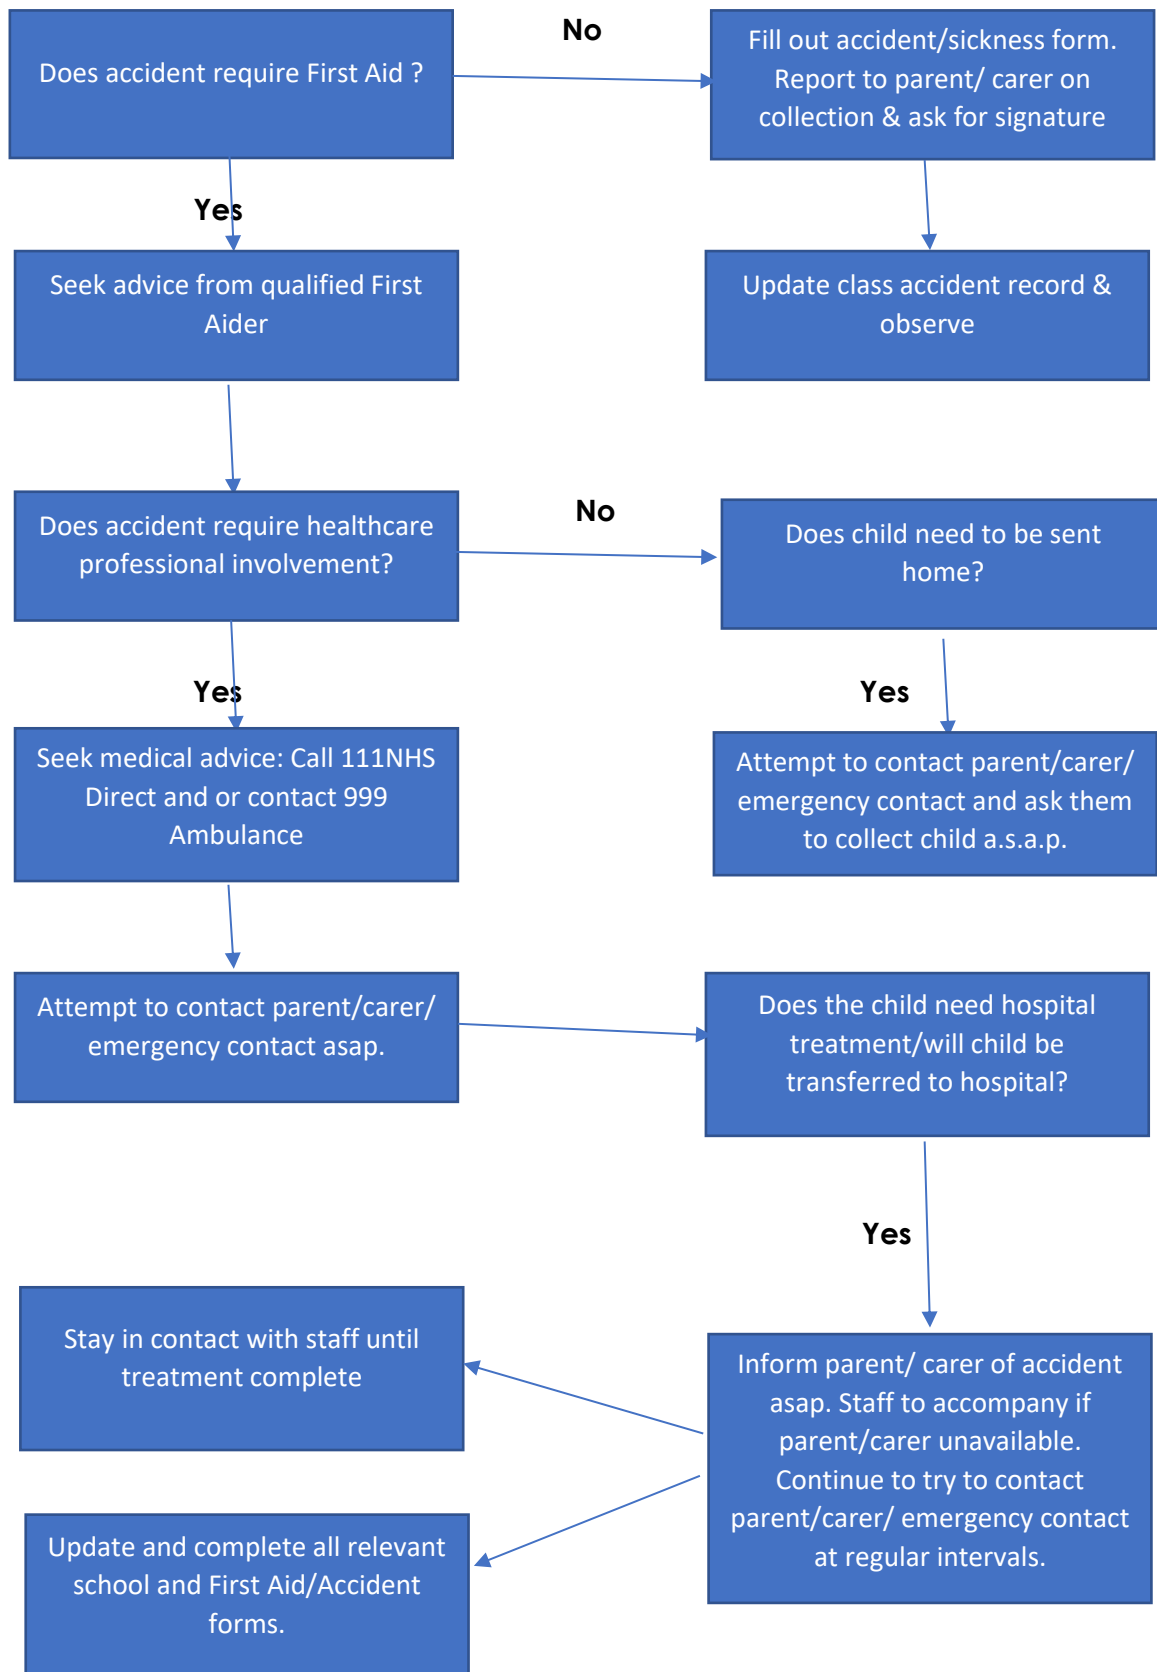 Does accident require First Aid ?
No
Fill out accident/sickness form.
Report to parent/ carer on
collection & ask for signature
Yes
Seek advice from qualified First
Aider
Update class accident record &
observe
Does accident require healthcare
professional involvement?
No
Does child need to be sent
home?
Yes
Yes
Seek medical advice: Call 111NHS
Direct and or contact 999
Ambulance
Attempt to contact parent/carer/
emergency contact and ask them
to collect child a.s.a.p.
Attempt to contact parent/carer/
emergency contact asap.
Does the child need hospital
treatment/will child be
transferred to hospital?
Yes
Stay in contact with staff until
treatment complete
Inform parent/ carer of accident
asap. Staff to accompany if
parent/carer unavailable.
Continue to try to contact
parent/carer/ emergency contact
at regular intervals.
Update and complete all relevant
school and First Aid/Accident
forms.